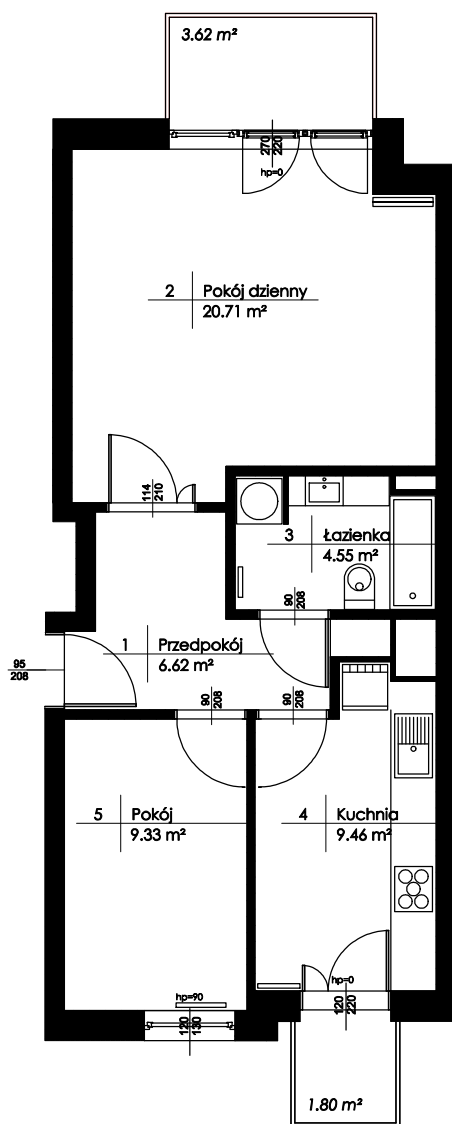 3.62 m²
270
220
hp=0
2 Pokój dzienny
20.71 m²
114
210
3 Łazienka
4.55 m²
90
208
1 Przedpokój
6.62 m²
95
208
90
208
90
208
5 Pokój
9.33 m²
4 Kuchnia
9.46 m²
hp=0
hp=90
120
220
120
130
1.80 m²